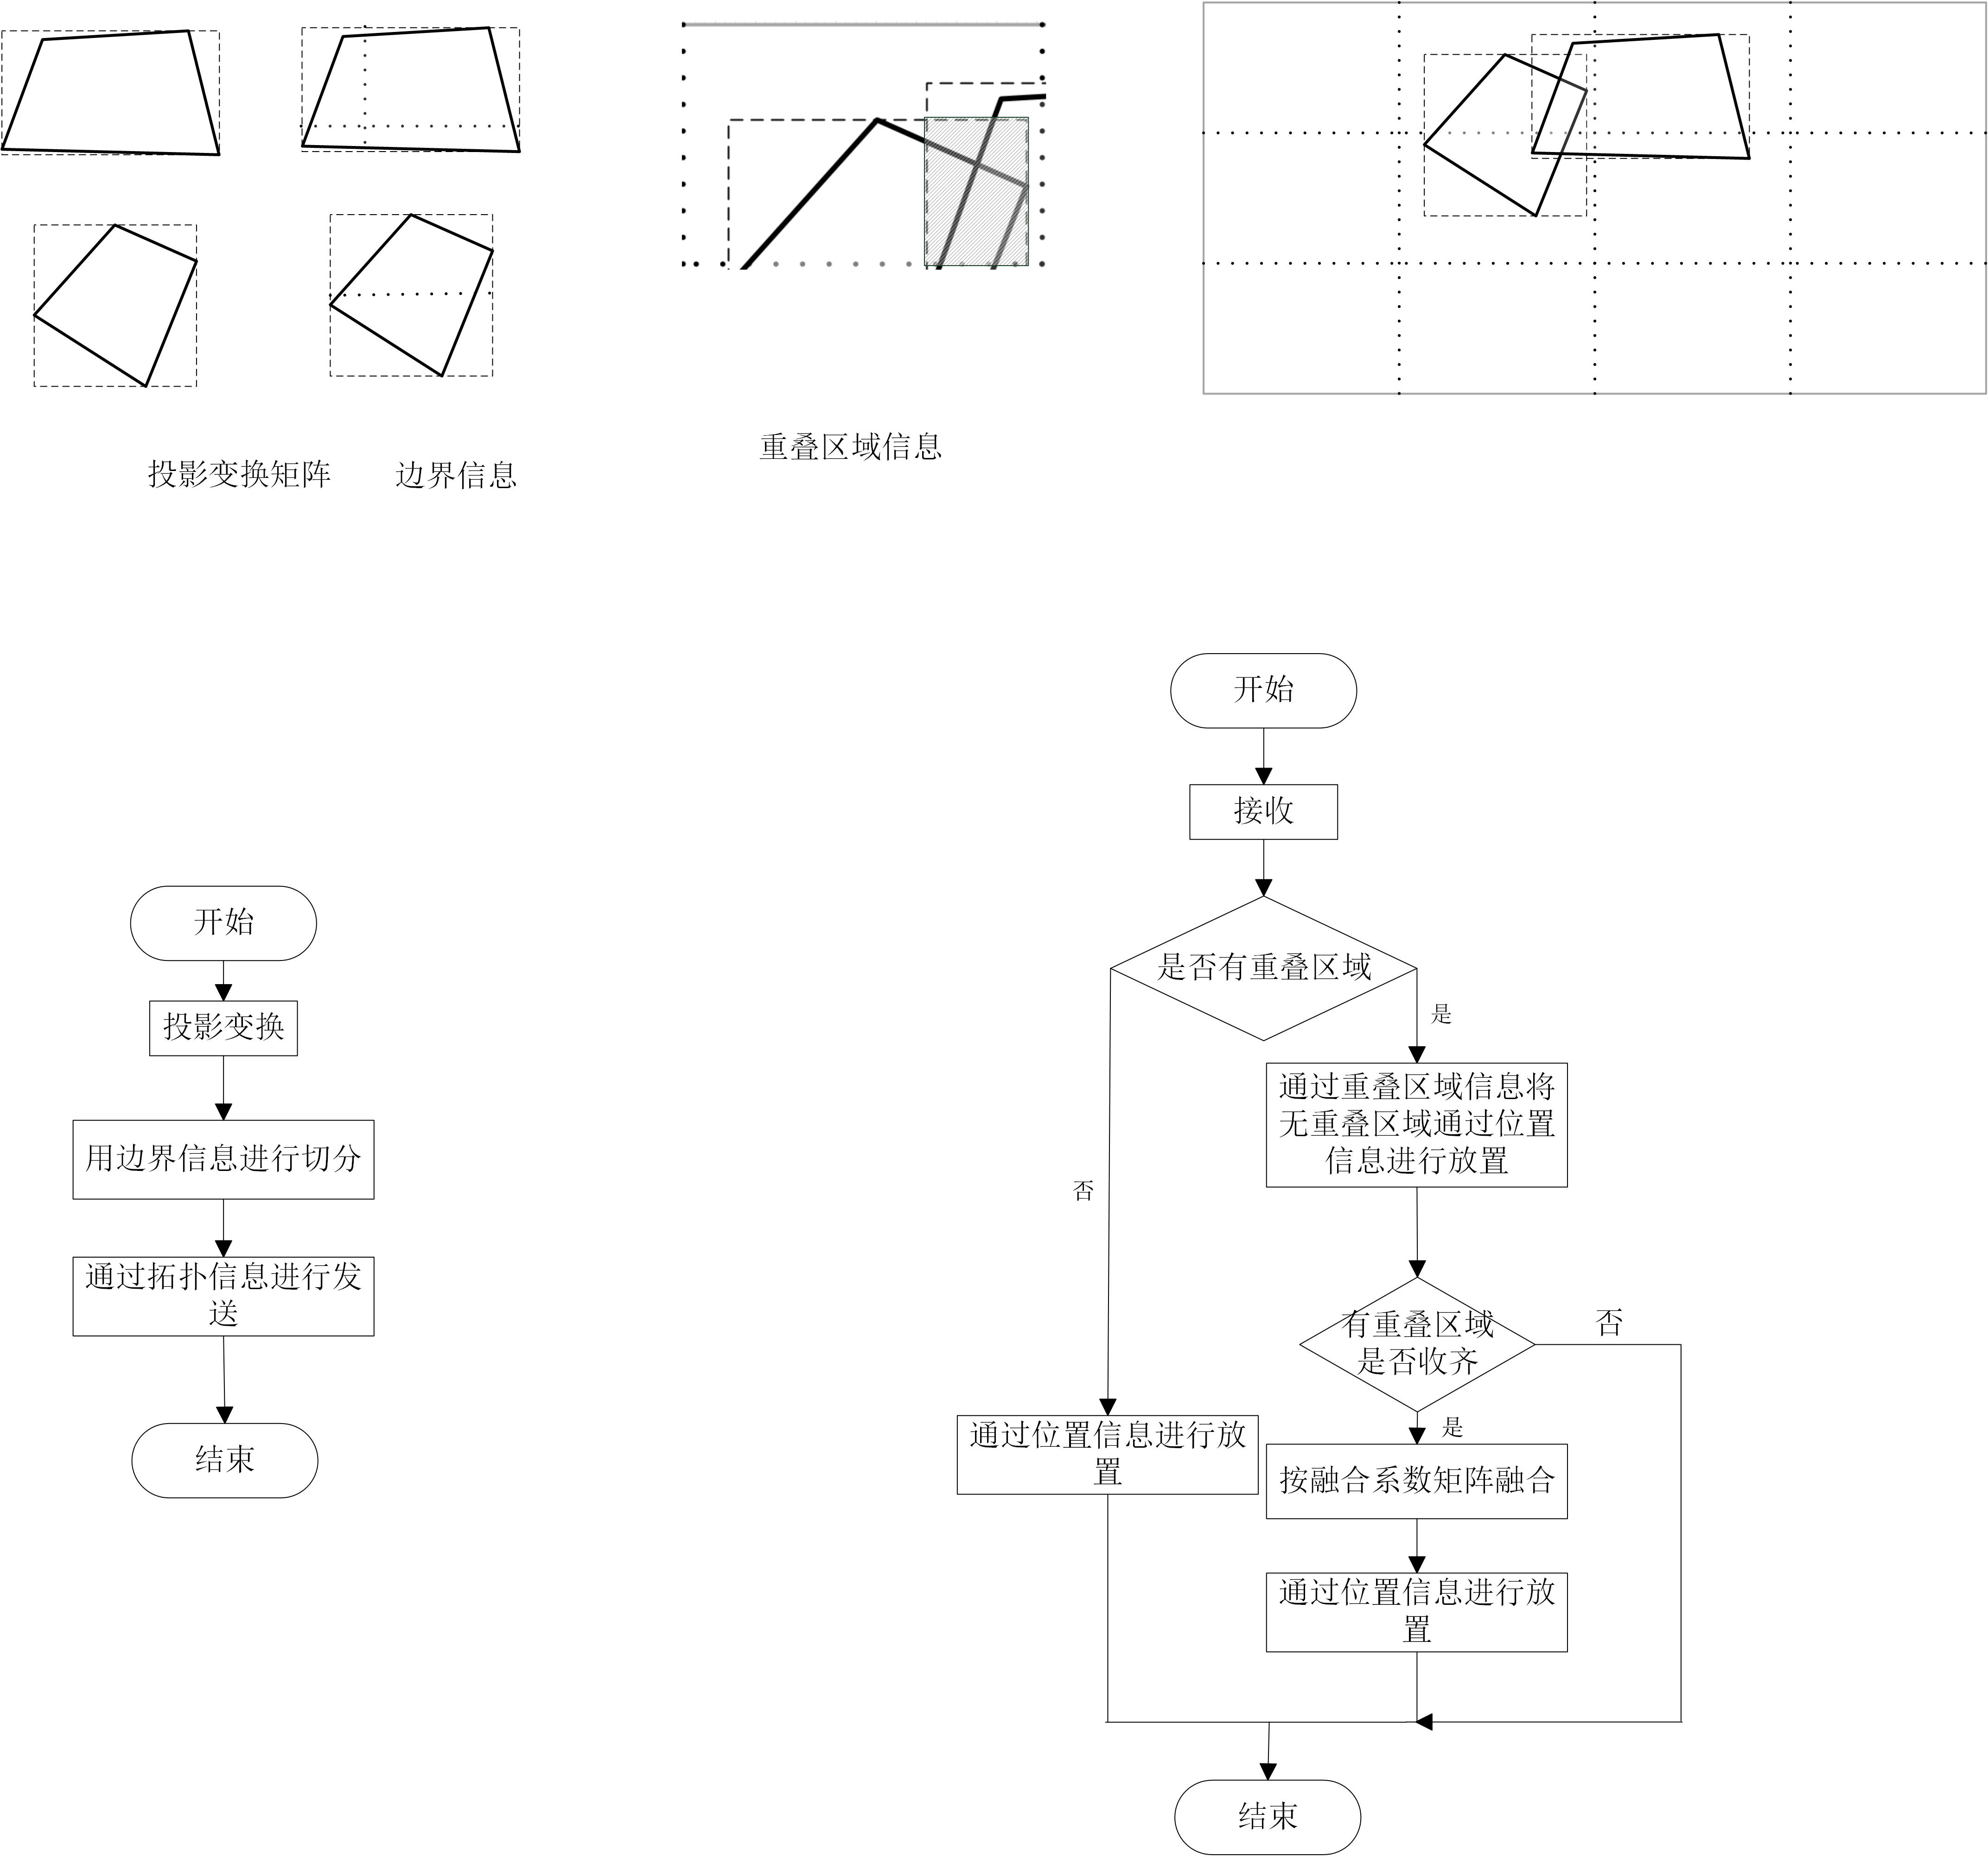 重叠区域信息
投影变换矩阵
边界信息
开始
投影变换
用边界信息进行切分
通过拓扑信息进行发
送
结束
开始
接收
是否有重叠区域
是
否
通过重叠区域信息将
无重叠区域通过位置
信息进行放置
有重叠区域
是否收齐
否
是
通过位置信息进行放
置
按融合系数矩阵融合
通过位置信息进行放
置
结束